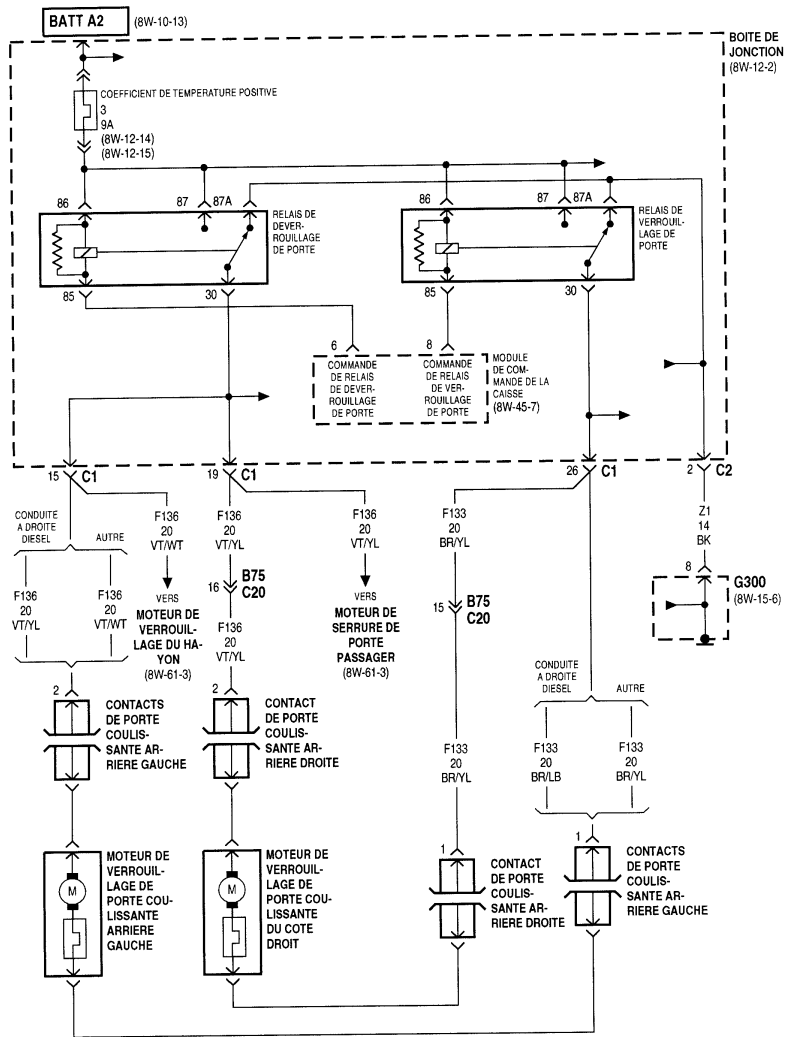 BATT A2
(8W-10-13)
BOITE DE
JONCTION
(8W-12-2)
COEFFICIENT DE TEMPERATURE POSITIVE
3
9A
(8W-12-14)
(8W-12-15)
86
87
87A
RELAIS DE
DEVER-
ROUILLAGE
DE PORTE
86
87
87A
RELAIS DE
VERROUIL-
LAGE DE
PORTE
85
30
85
30
6
COMMANDE
DE RELAIS
DE DEVER-
ROUILLAGE
DE PORTE
8
COMMANDE
DE RELAIS
DE VER-
ROUILLAGE
DE PORTE
MODULE
DE COM-
MANDE DE LA
CAISSE
(8W-45-7)
15 C1
19 C1
26 C1
2 C2
CONDUITE
A DROITE
DIESEL
AUTRE
F136
20
VT/WT
F136
20
VT/YL
F136
20
VT/YL
F133
20
BR/YL
Z1
14
BK
F136
20
VT/YL
F136
20
VT/WT
VERS
MOTEUR DE
VERROUIL-
LAGE DU HA-
YON
(8W-61-3)
16
B75
C20
F136
20
VT/YL
VERS
MOTEUR DE
SERRURE DE
PORTE
PASSAGER
(8W-61-3)
15
B75
C20
8
G300
(8W-15-6)
CONDUITE
A DROITE
DIESEL
AUTRE
2
CONTACTS
DE PORTE
COULIS-
SANTE AR-
RIERE GAUCHE
2
CONTACT
DE PORTE
COULIS-
SANTE AR-
RIERE DROITE
F133
20
BR/YL
F133
20
BR/LB
F133
20
BR/YL
M
MOTEUR DE
VERROUIL-
LAGE DE
PORTE COU-
LISSANTE
ARRIERE
GAUCHE
M
MOTEUR DE
VERROUIL-
LAGE DE
PORTE COU-
LISSANTE
DU COTE
DROIT
1
CONTACT
DE PORTE
COULIS-
SANTE AR-
RIERE DROITE
1
CONTACTS
DE PORTE
COULIS-
SANTE AR-
RIERE GAUCHE